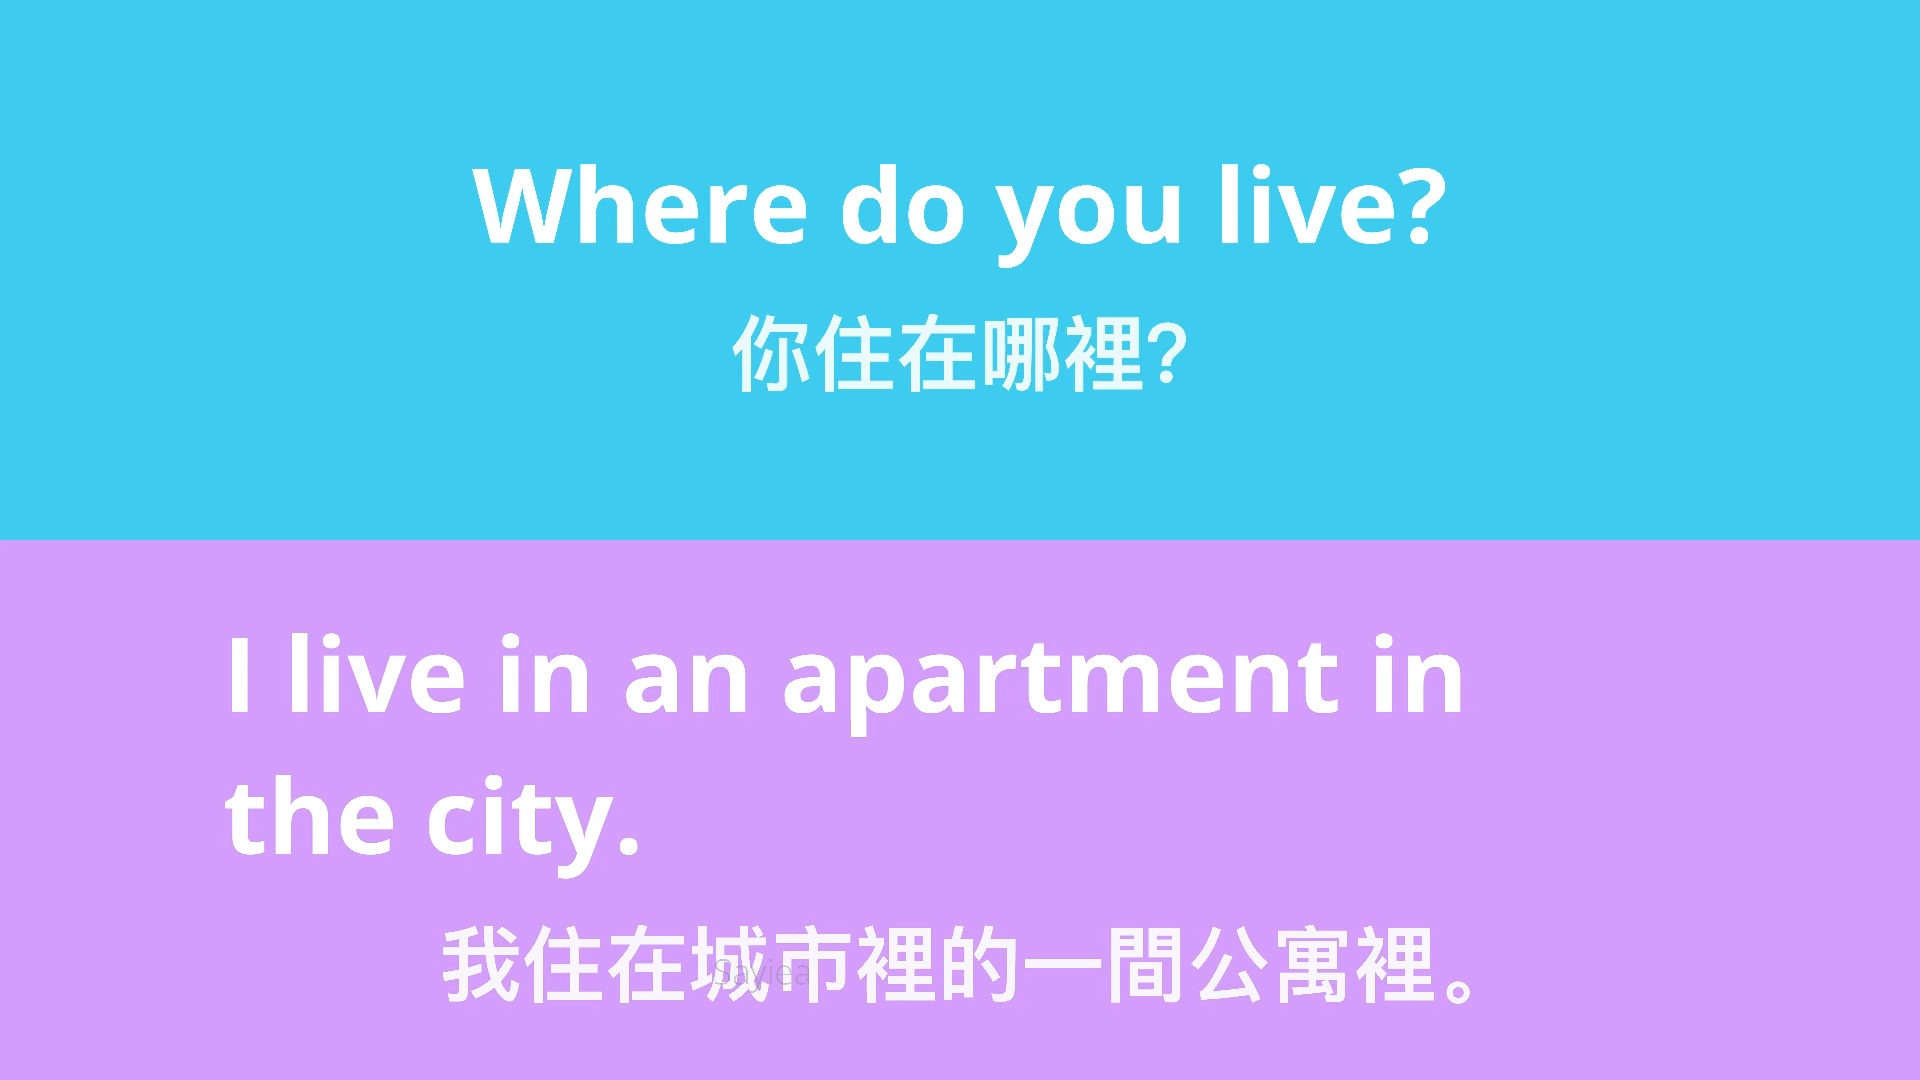 Where do you live?
你住在哪裡?
I live in an apartment in
the city.
我住在城市裡的一間公寓裡。